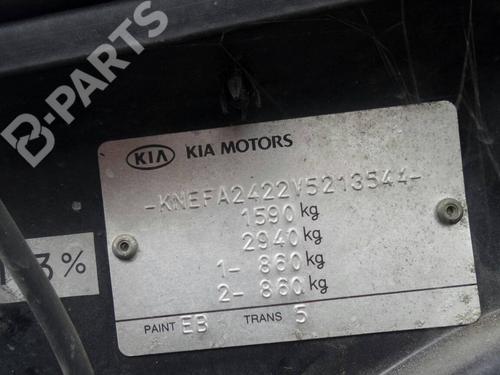 B-PARTS
KIA KIA MOTORS
-KNEFA2422V5213544-
1590 kg
2940 kg
1- 860 kg
2- 860 kg
3%
PAINT EB TRANS 5